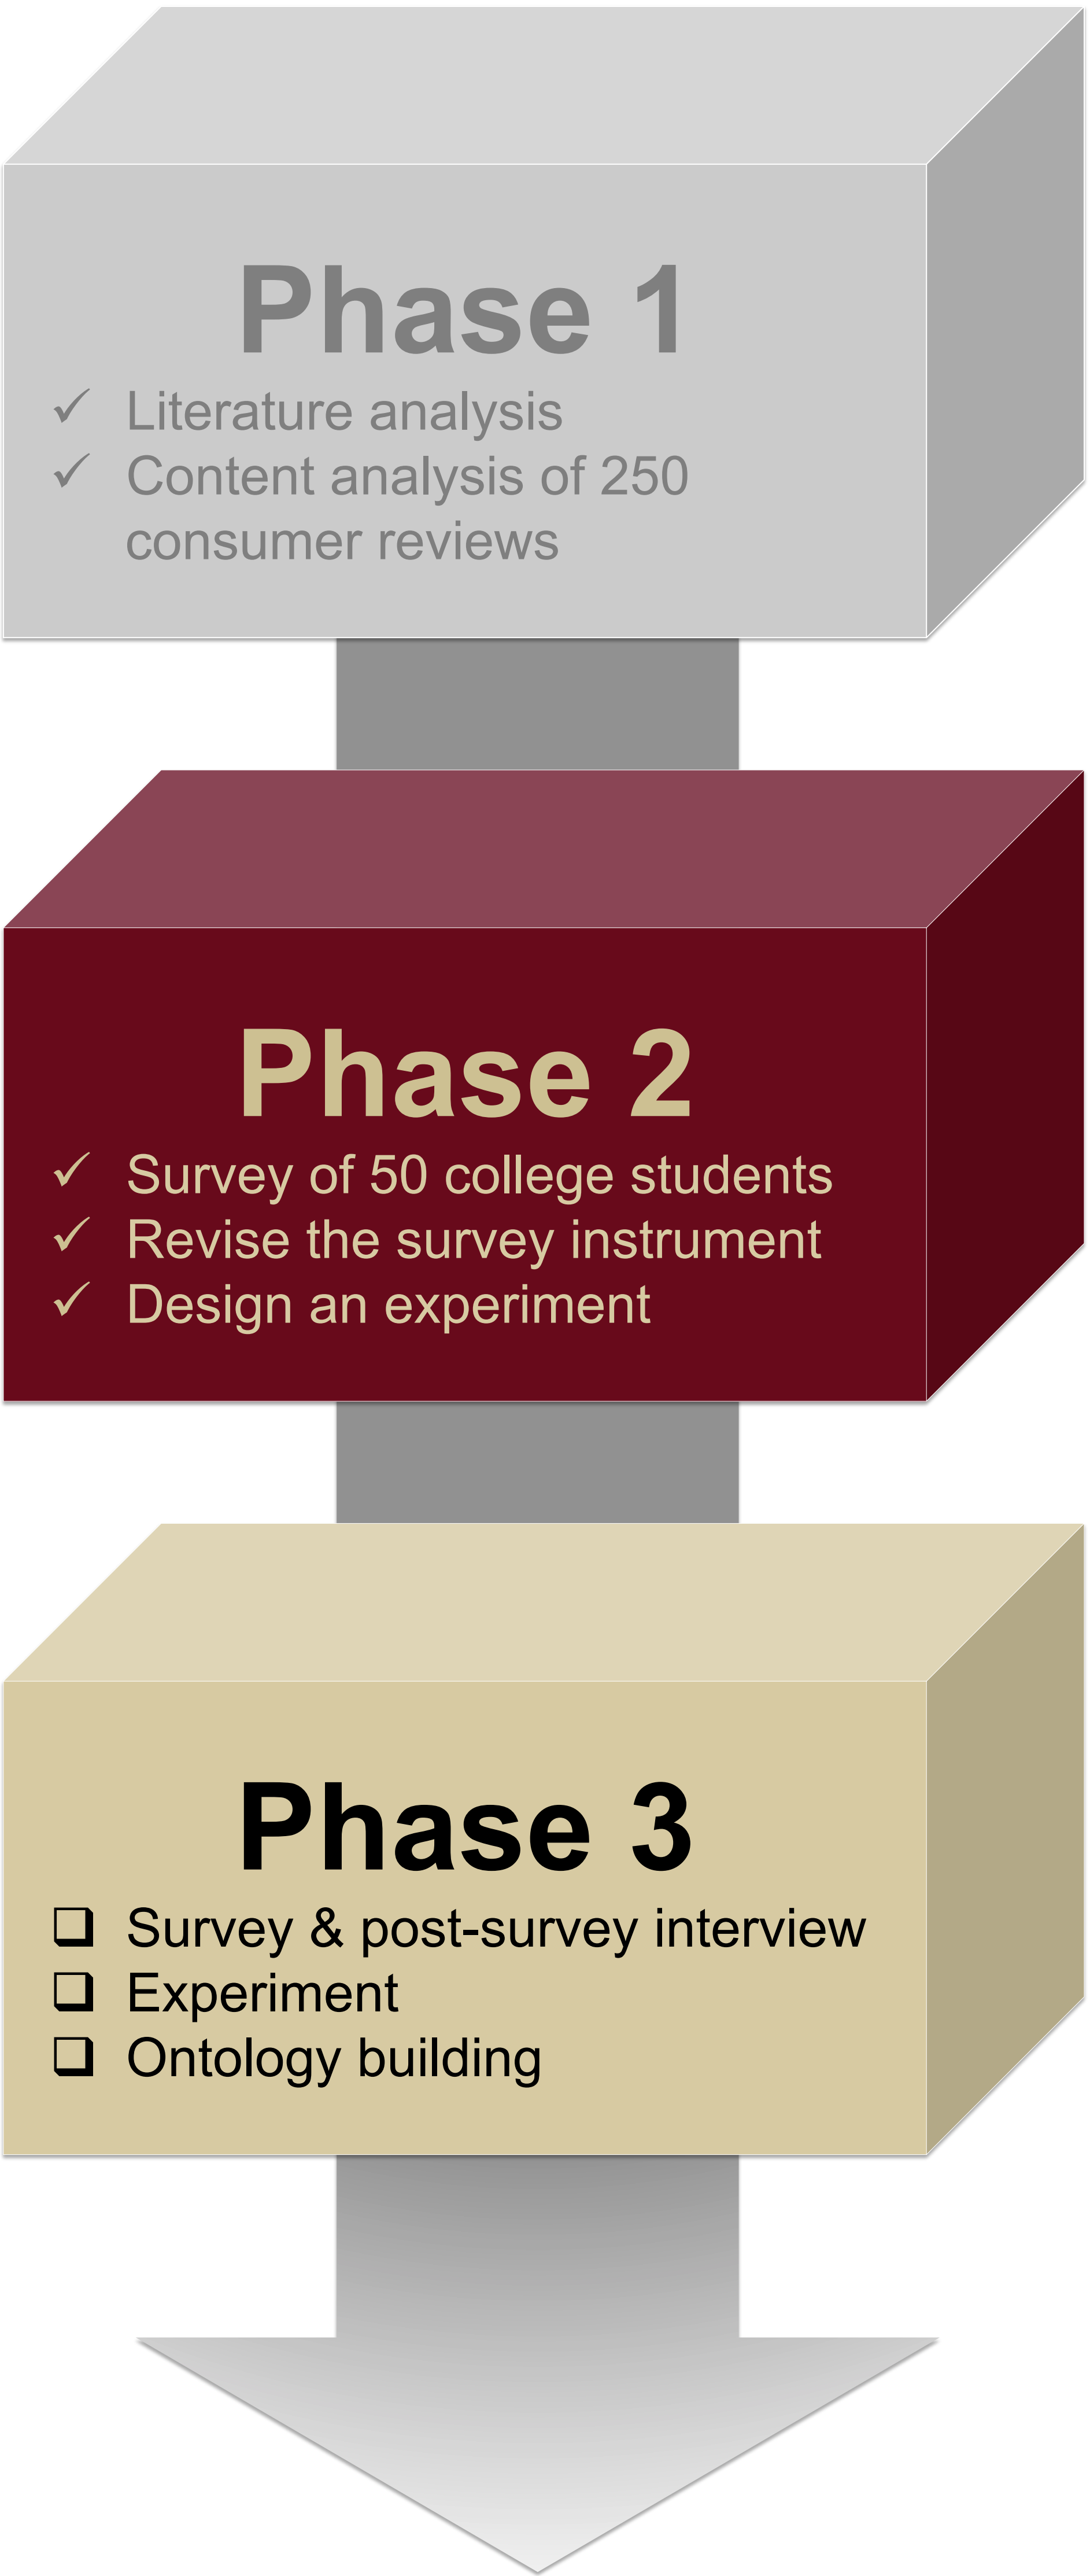 Phase 1
✓ Literature analysis
✓ Content analysis of 250
consumer reviews
Phase 2
✓ Survey of 50 college students
✓ Revise the survey instrument
✓ Design an experiment
Phase 3
❑ Survey & post-survey interview
❑ Experiment
❑ Ontology building